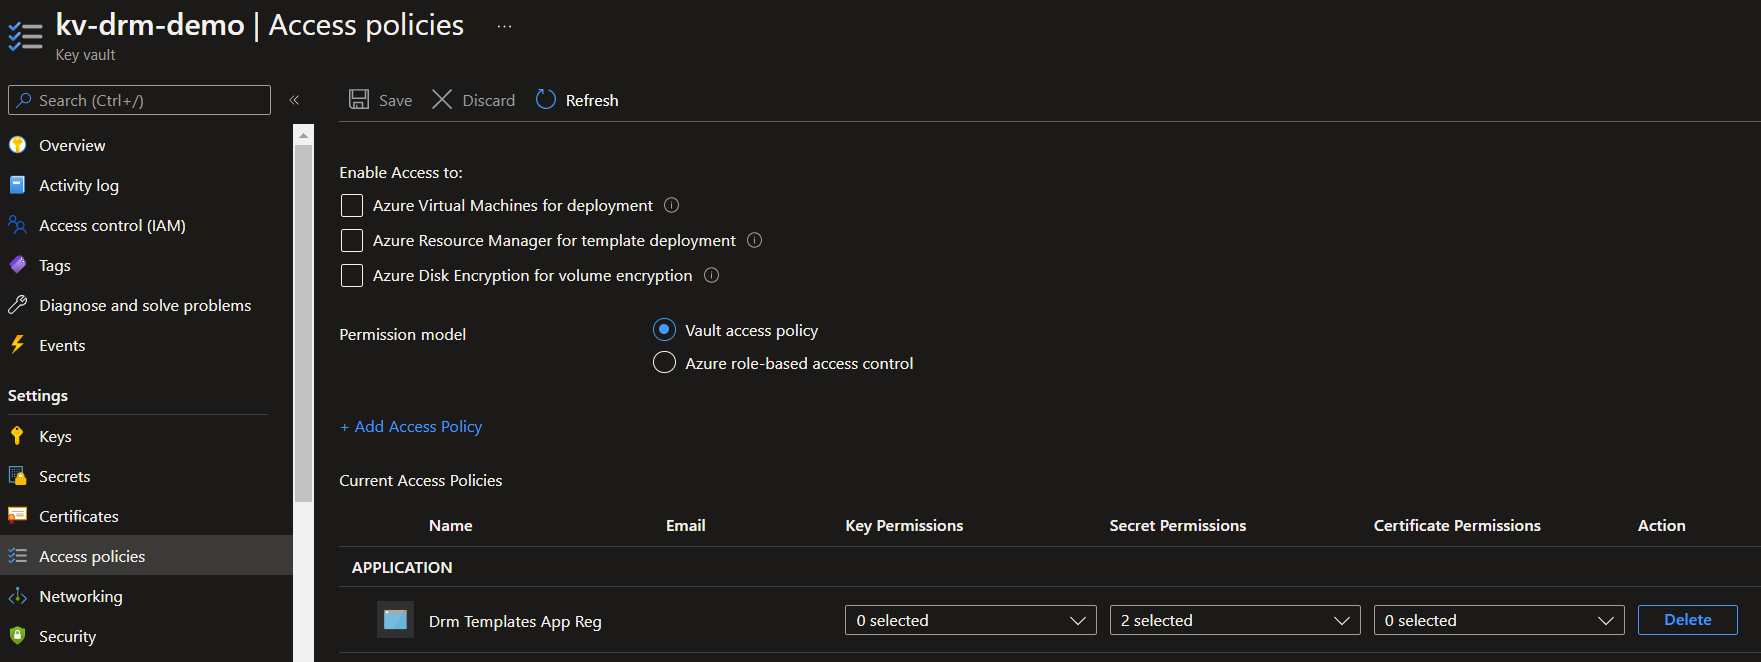 kv-drm-demo | Access policies ...
Key vault
Search (Ctrl+/)
«
Save
Discard
Refresh
Overview
Activity log
Access control (IAM)
Tags
Diagnose and solve problems
Events
Settings
Keys
Secrets
Certificates
Access policies
Networking
Security
Enable Access to:
Azure Virtual Machines for deployment
Azure Resource Manager for template deployment
Azure Disk Encryption for volume encryption
Permission model
Vault access policy
Azure role-based access control
+ Add Access Policy
Current Access Policies
Name Email Key Permissions Secret Permissions Certificate Permissions Action
APPLICATION
Drm Templates App Reg 0 selected 2 selected 0 selected Delete